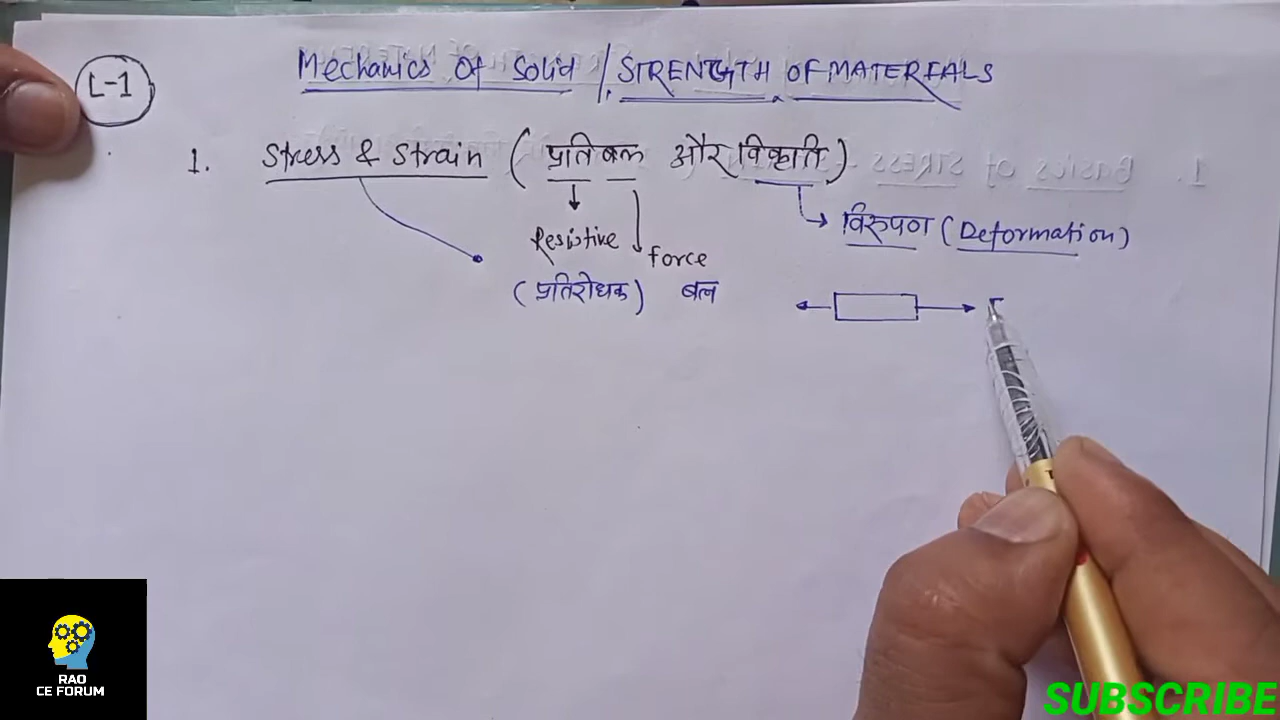 L-1
Mechanics Of Solid / STRENGTH OF MATERIALS
1. Stress & Strain (प्रतिबल और विकृति)
विरुपण (Deformation)
Resistive force
(प्रतिरोधक) बल
RAO
CE FORUM
SUBSCRIBE